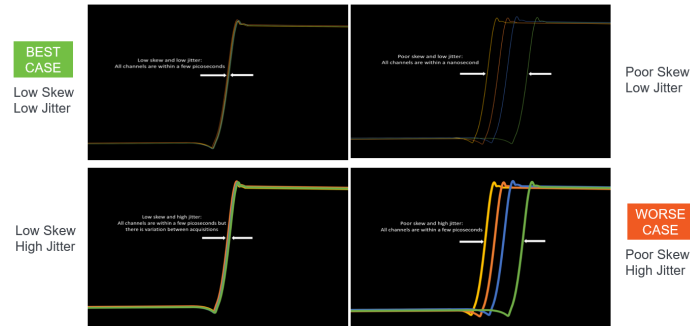 BEST
CASE
Low Skew
Low Jitter
Low skew and low jitter:
All channels are within a few picoseconds
Poor skew and low jitter:
All channels are within a nanosecond
Poor Skew
Low Jitter
Low Skew
High Jitter
Low skew and high jitter:
All channels are within a few picoseconds but
there is variation between acquisitions
Poor skew and high jitter:
All channels are within a few picoseconds
WORSE
CASE
Poor Skew
High Jitter